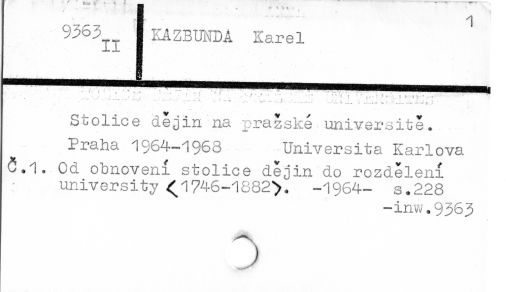 1
9363 II KAZBUNDA Karel
Stolice dějin na pražské universitě.
Praha 1964-1968 Universita Karlova
Č.1. Od obnovení stolice dějin do rozdělení
university <1746-1882>. -1964- s.228
-inw.9363